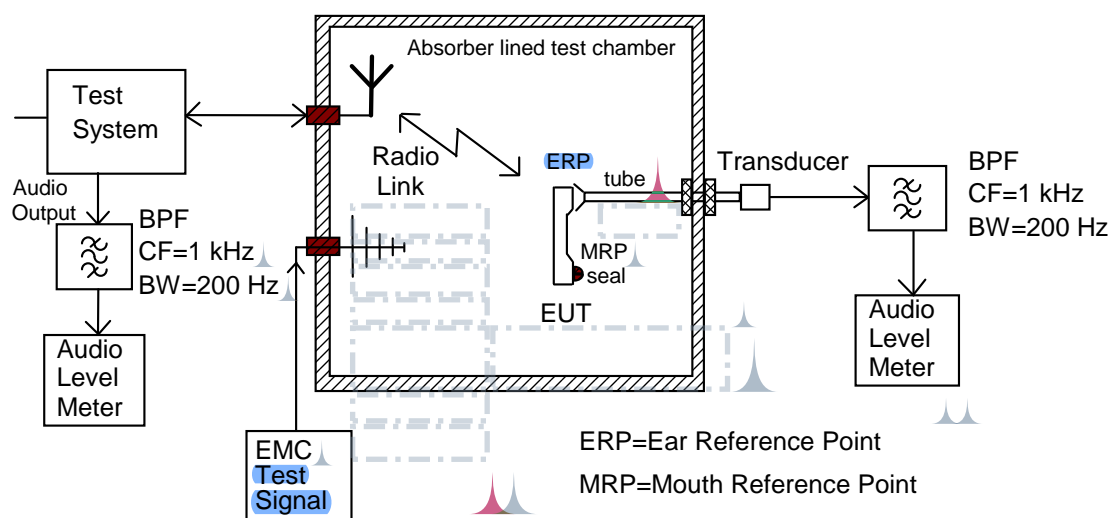 Absorber lined test chamber
Test
System
Audio
Output
BPF
CF=1 kHz
BW=200 Hz
Audio
Level
Meter
Radio
Link
ERP
tube
MRP
seal
EUT
Transducer
BPF
CF=1 kHz
BW=200 Hz
Audio
Level
Meter
EMC
Test
Signal
ERP=Ear Reference Point
MRP=Mouth Reference Point